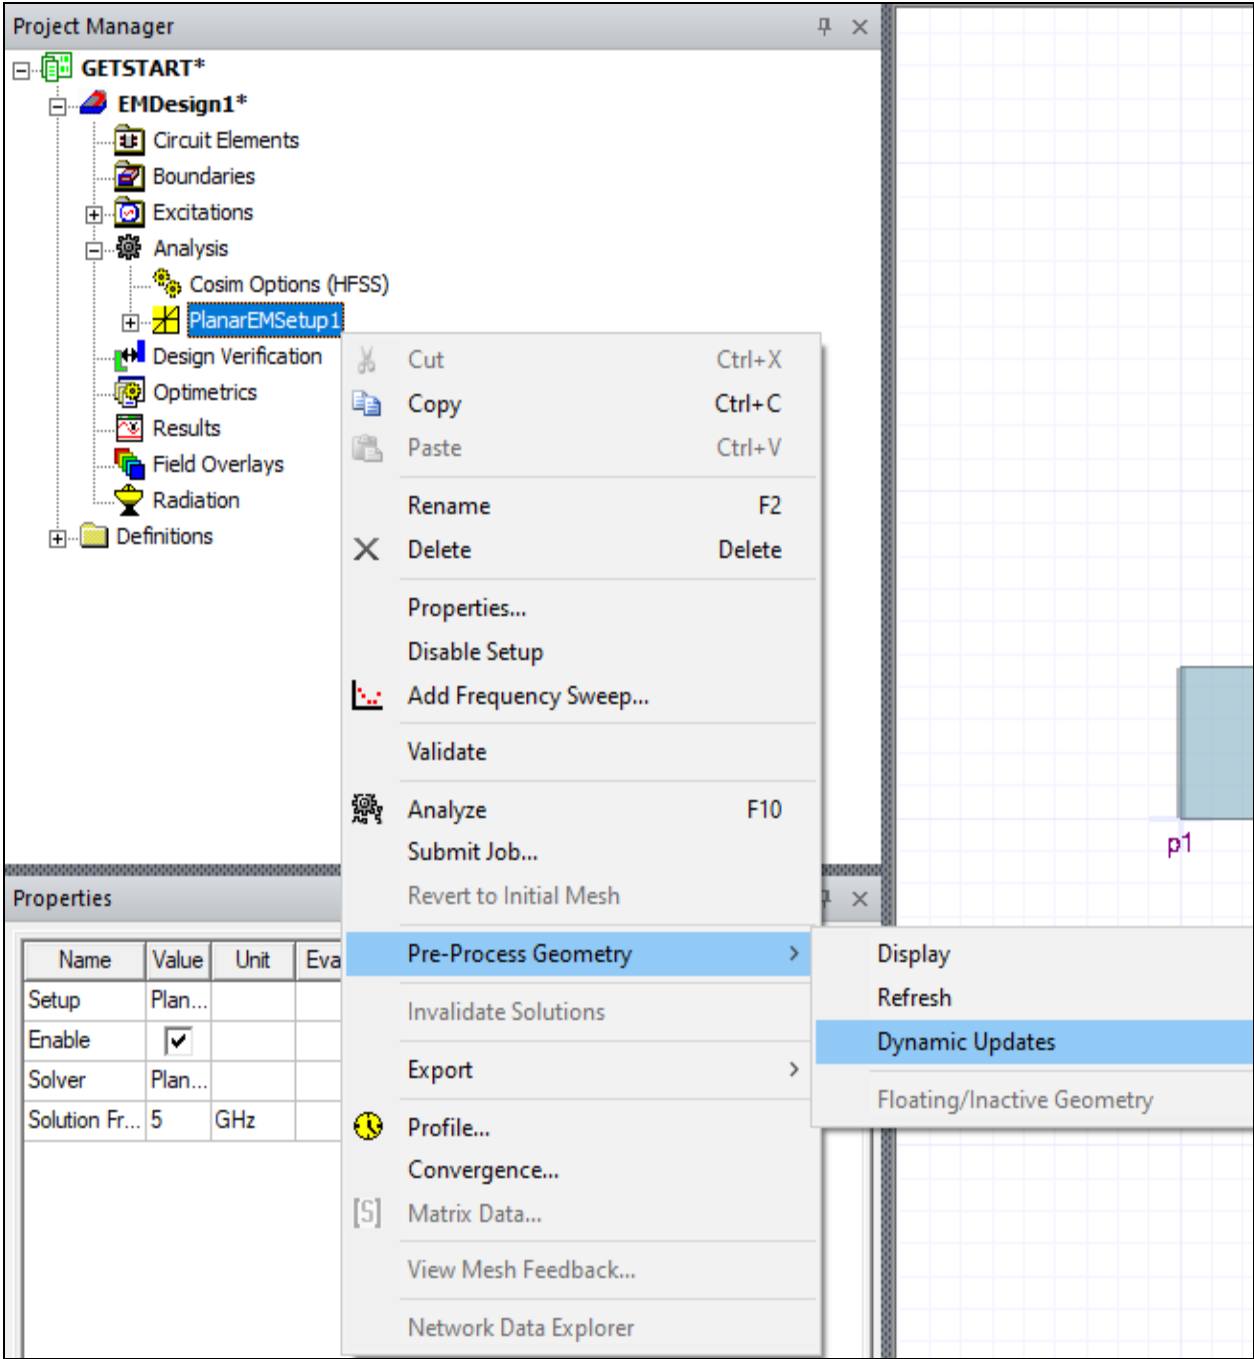 Project Manager
GETSTART*
EMDesign1*
Circuit Elements
Boundaries
Excitations
Analysis
Cosim Options (HFSS)
PlanarEMSetup1
Design Verification
Optimetrics
Results
Field Overlays
Radiation
Definitions
Cut Ctrl+X
Copy Ctrl+C
Paste Ctrl+V
Rename F2
Delete Delete
Properties...
Disable Setup
Add Frequency Sweep...
Validate
Analyze F10
Submit Job...
Revert to Initial Mesh
Pre-Process Geometry
Invalidate Solutions
Export
Profile...
Convergence...
[S] Matrix Data...
View Mesh Feedback...
Network Data Explorer
Display
Refresh
Dynamic Updates
Floating/Inactive Geometry
p1
Properties
Name Value Unit Eva
Setup Plan...
Enable
Solver Plan...
Solution Fr... 5 GHz